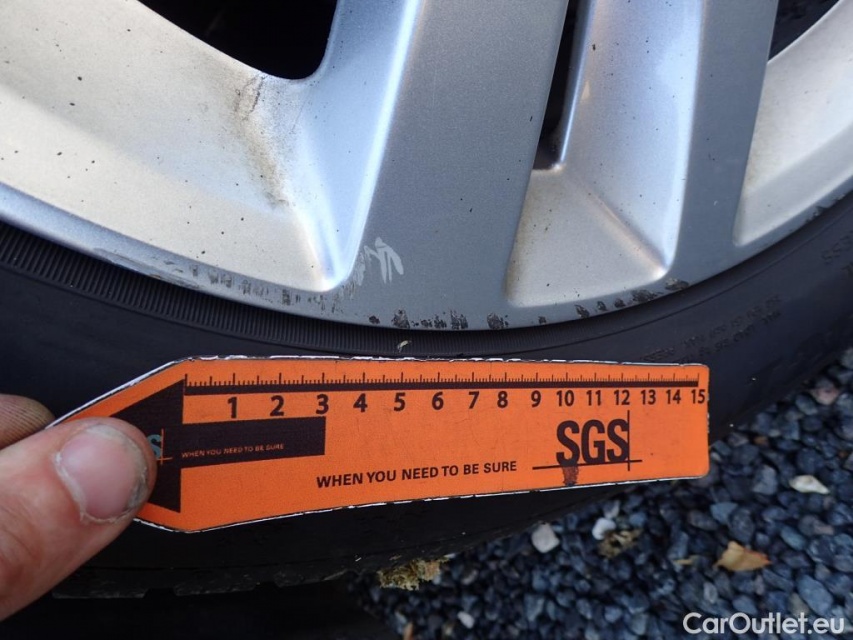 1 2 3 4 5 6 7 8 9 10 11 12 13 14 15
WHEN YOU NEED TO BE SURE
SGS
WHEN YOU NEED TO BE SURE
CarOutlet.eu